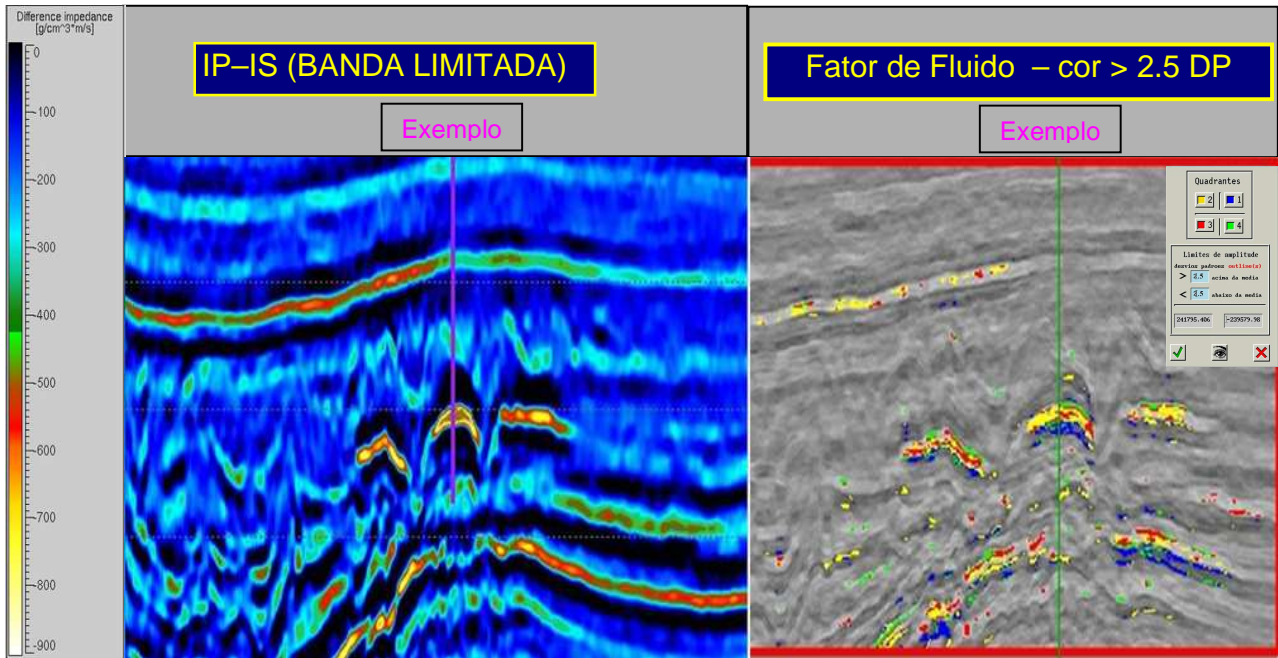 Difference impedance
[g/cm^3*m/s]
0
-100
-200
-300
-400
-500
-600
-700
-800
-900
IP–IS (BANDA LIMITADA)
Exemplo
Fator de Fluido – cor > 2.5 DP
Exemplo
Quadrantes
2 1
3 4
Limites de amplitude
desvios padroes outline(s)
> 2.5 acima da media
< 2.5 abaixo da media
241795.406 -239579.98